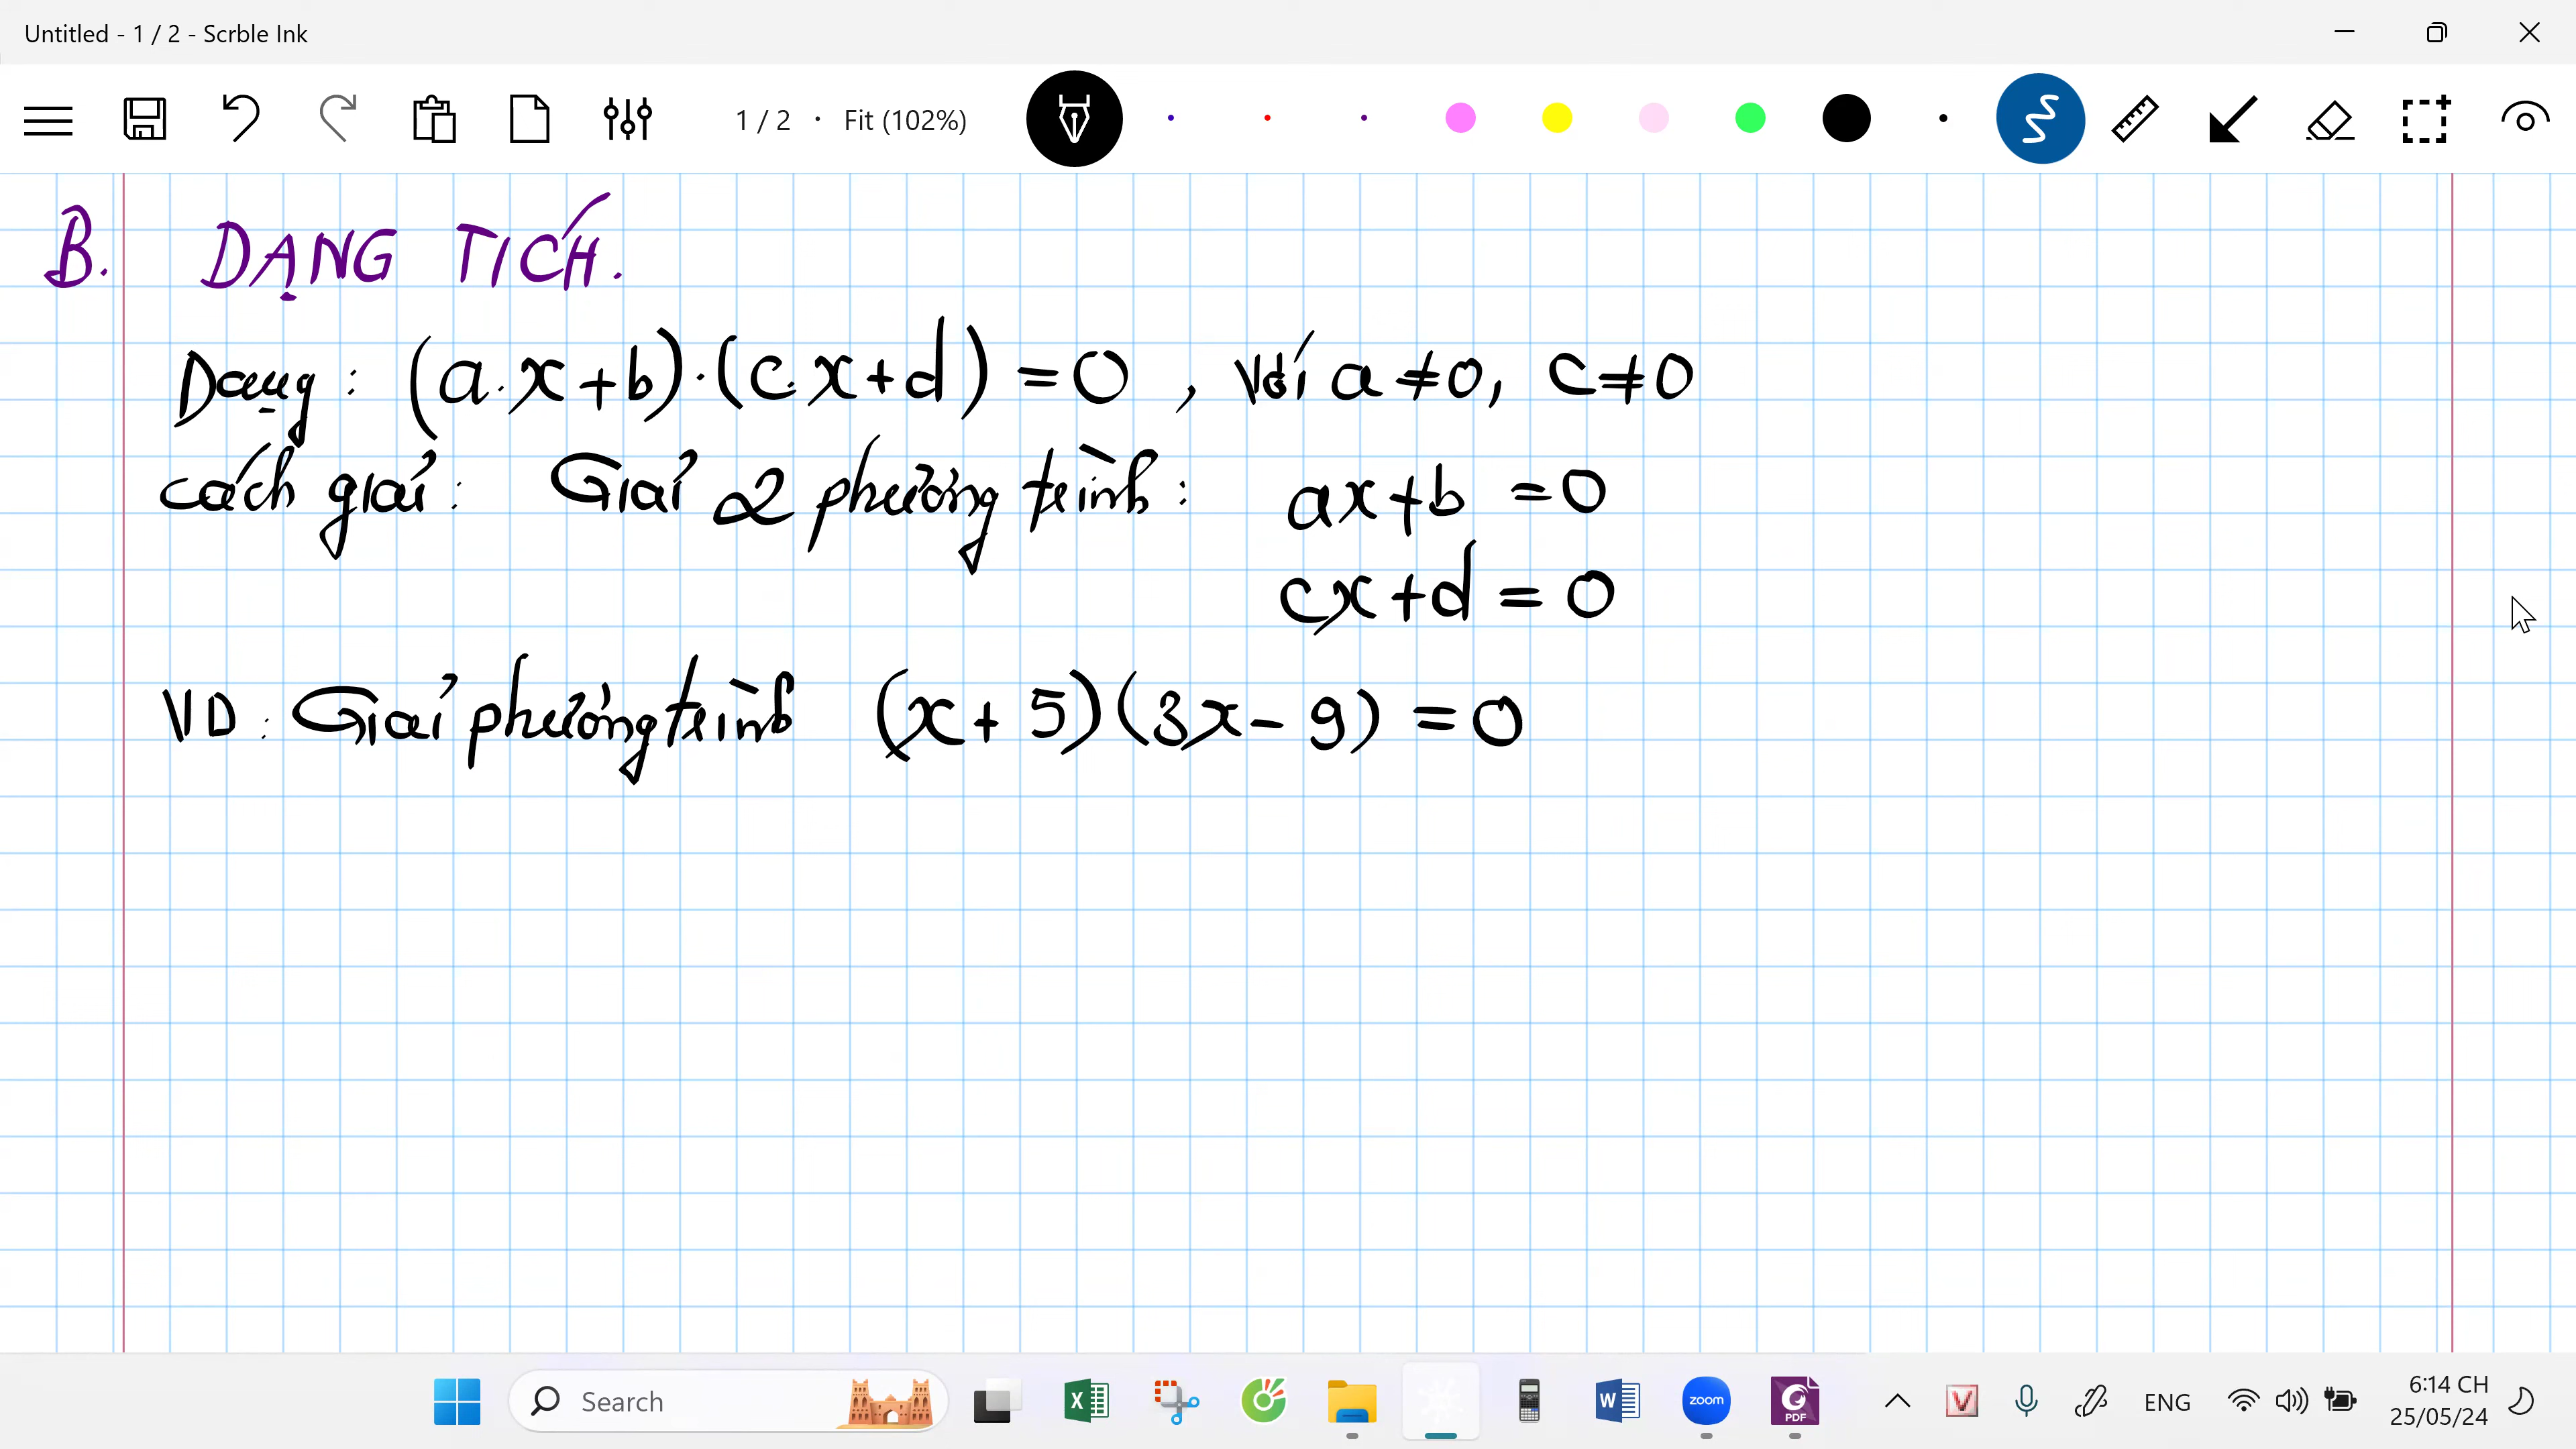 Untitled - 1 / 2 - Scrble Ink
1 / 2 · Fit (102%)
B. DẠNG TÍCH.
Dạng : (a.x+b).(c.x+d) =0 , với a≠0, c≠0
cách giải : Giải 2 phương trình : ax+b =0
cx+d = 0
VD : Giải phương trình (x+5)(3x-9) =0
Search
zoom
PDF
ENG
6:14 CH
25/05/24